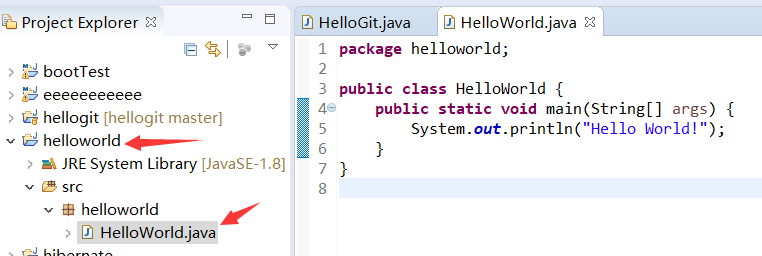 Project Explorer
bootTest
eeeeeeeeeee
hellogit [hellogit master]
helloworld
JRE System Library [JavaSE-1.8]
src
helloworld
HelloWorld.java
hibernate
HelloGit.java
HelloWorld.java
1 package helloworld;
2
3 public class HelloWorld {
4 public static void main(String[] args) {
5 System.out.println("Hello World!");
6 }
7 }
8